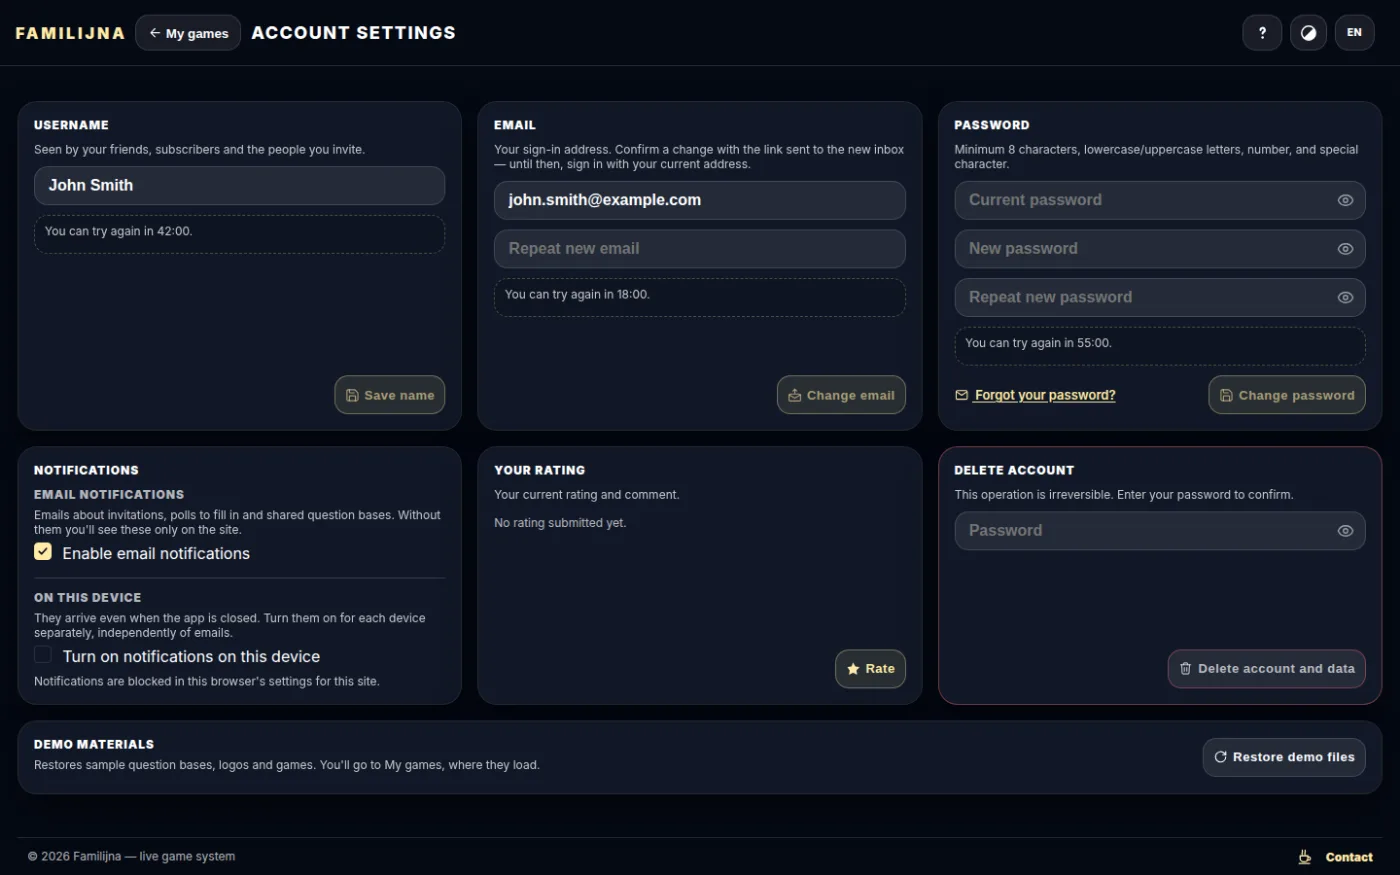 FAMILIJNA
My games
ACCOUNT SETTINGS
?
EN
USERNAME
Seen by your friends, subscribers and the people you invite.
John Smith
You can try again in 42:00.
Save name
EMAIL
Your sign-in address. Confirm a change with the link sent to the new inbox
— until then, sign in with your current address.
john.smith@example.com
Repeat new email
You can try again in 18:00.
Change email
PASSWORD
Minimum 8 characters, lowercase/uppercase letters, number, and special
character.
Current password
New password
Repeat new password
You can try again in 55:00.
Forgot your password?
Change password
NOTIFICATIONS
EMAIL NOTIFICATIONS
Emails about invitations, polls to fill in and shared question bases. Without
them you'll see these only on the site.
Enable email notifications
ON THIS DEVICE
They arrive even when the app is closed. Turn them on for each device
separately, independently of emails.
Turn on notifications on this device
Notifications are blocked in this browser's settings for this site.
YOUR RATING
Your current rating and comment.
No rating submitted yet.
Rate
DELETE ACCOUNT
This operation is irreversible. Enter your password to confirm.
Password
Delete account and data
DEMO MATERIALS
Restores sample question bases, logos and games. You'll go to My games, where they load.
Restore demo files
© 2026 Familijna — live game system
Contact